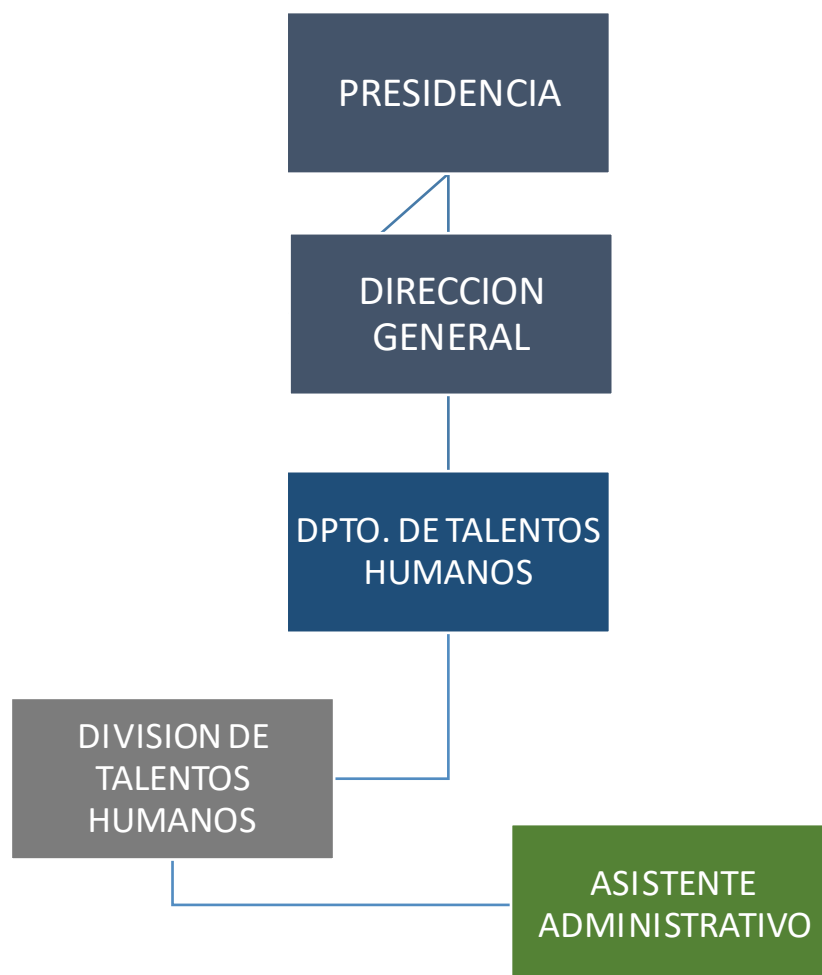 PRESIDENCIA
DIRECCION
GENERAL
DPTO. DE TALENTOS
HUMANOS
DIVISION DE
TALENTOS
HUMANOS
ASISTENTE
ADMINISTRATIVO